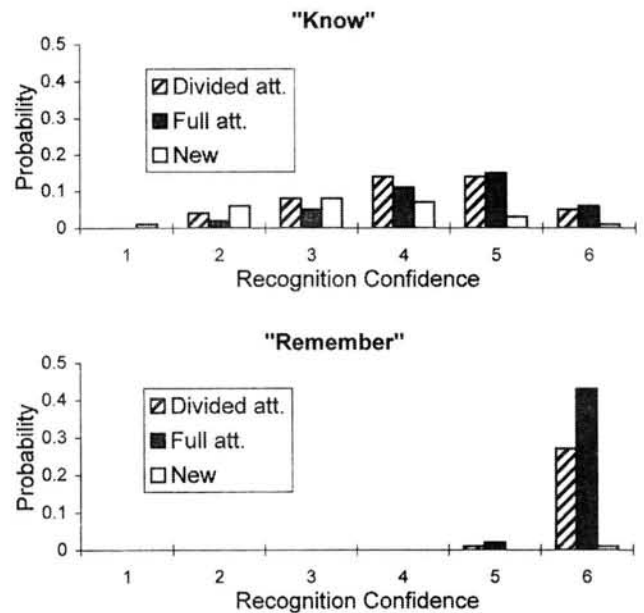 "Know"
0.5
0.4
0.3
0.2
0.1
0
Probability
Divided att.
Full att.
New
1 2 3 4 5 6
Recognition Confidence
"Remember"
0.5
0.4
0.3
0.2
0.1
0
Probability
Divided att.
Full att.
New
1 2 3 4 5 6
Recognition Confidence